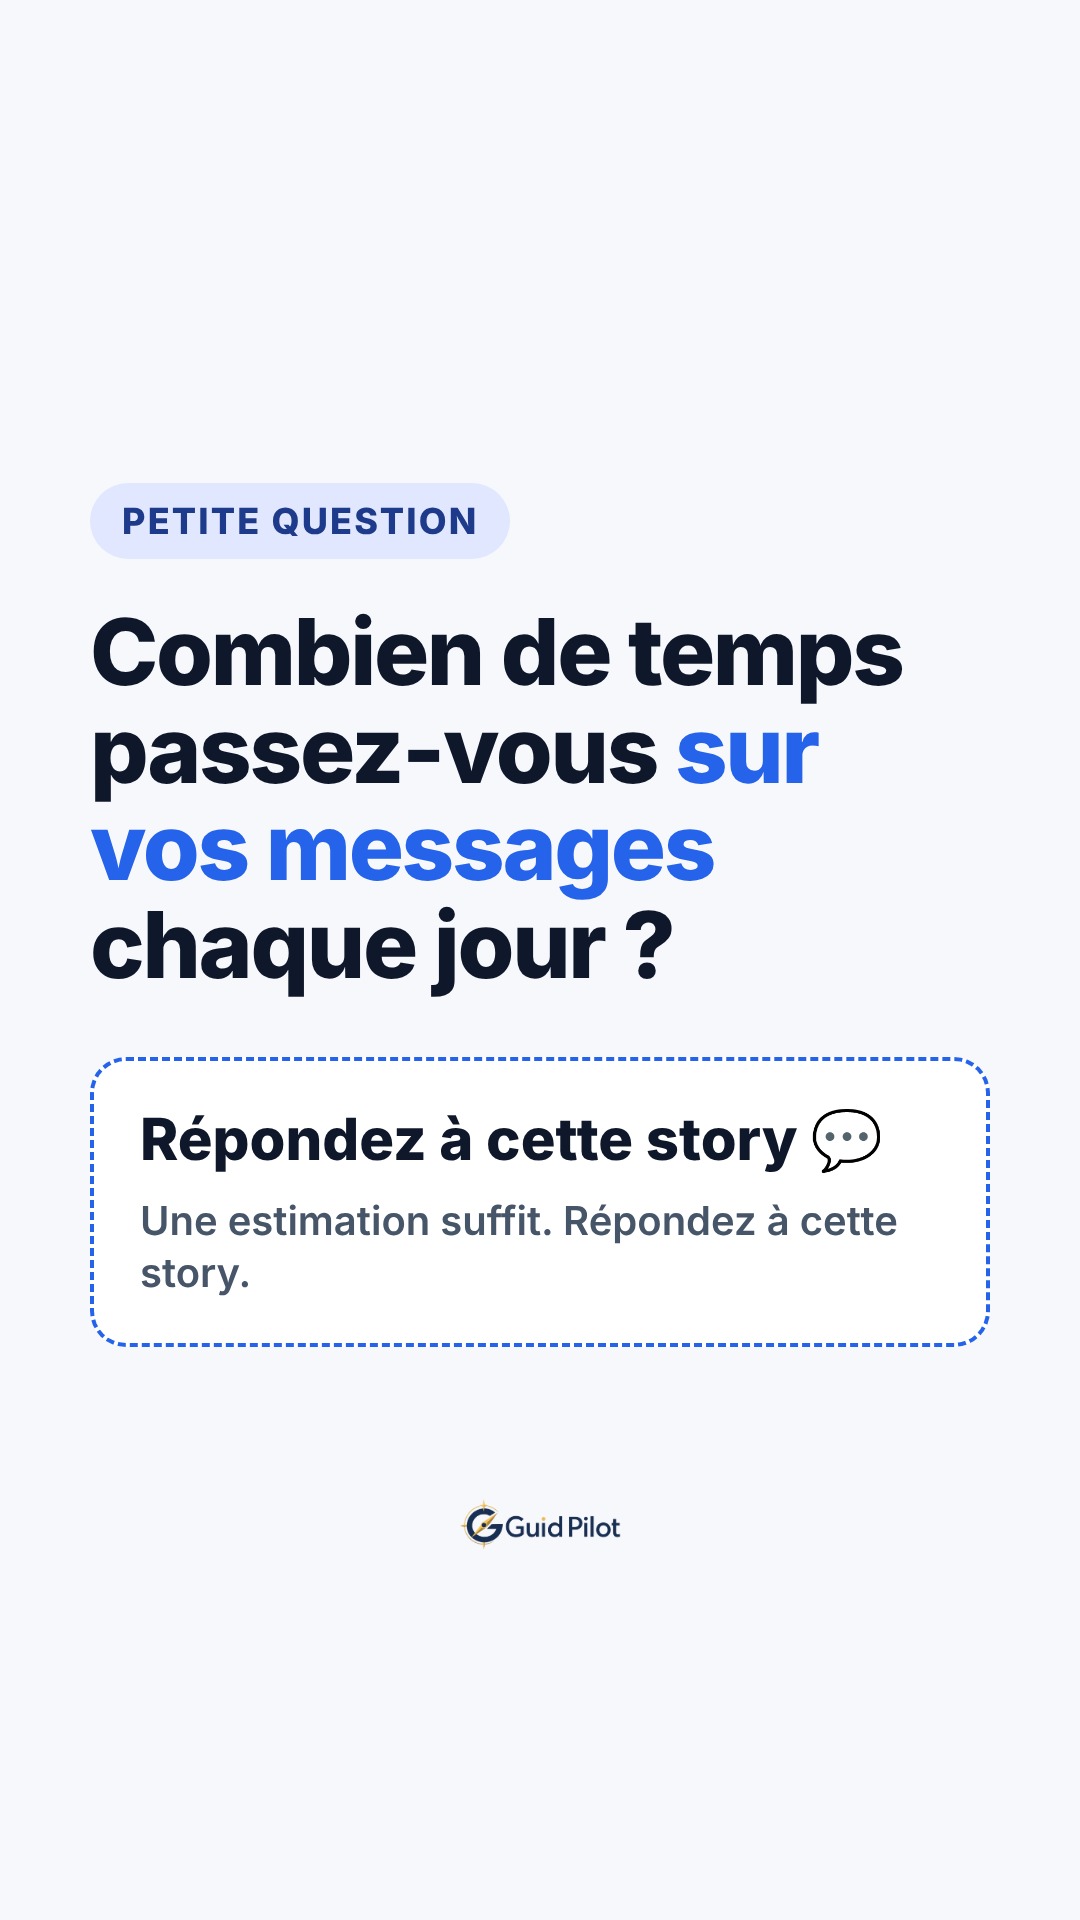 PETITE QUESTION
Combien de temps
passez-vous sur
vos messages
chaque jour ?
Répondez à cette story 💬
Une estimation suffit. Répondez à cette
story.
Guid Pilot